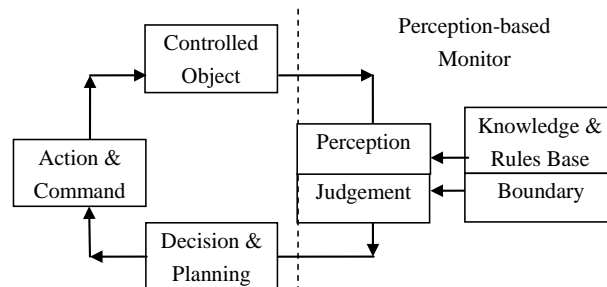 Controlled
Object
Perception-based
Monitor
Action &
Command
Perception
Judgement
Knowledge &
Rules Base
Boundary
Decision &
Planning